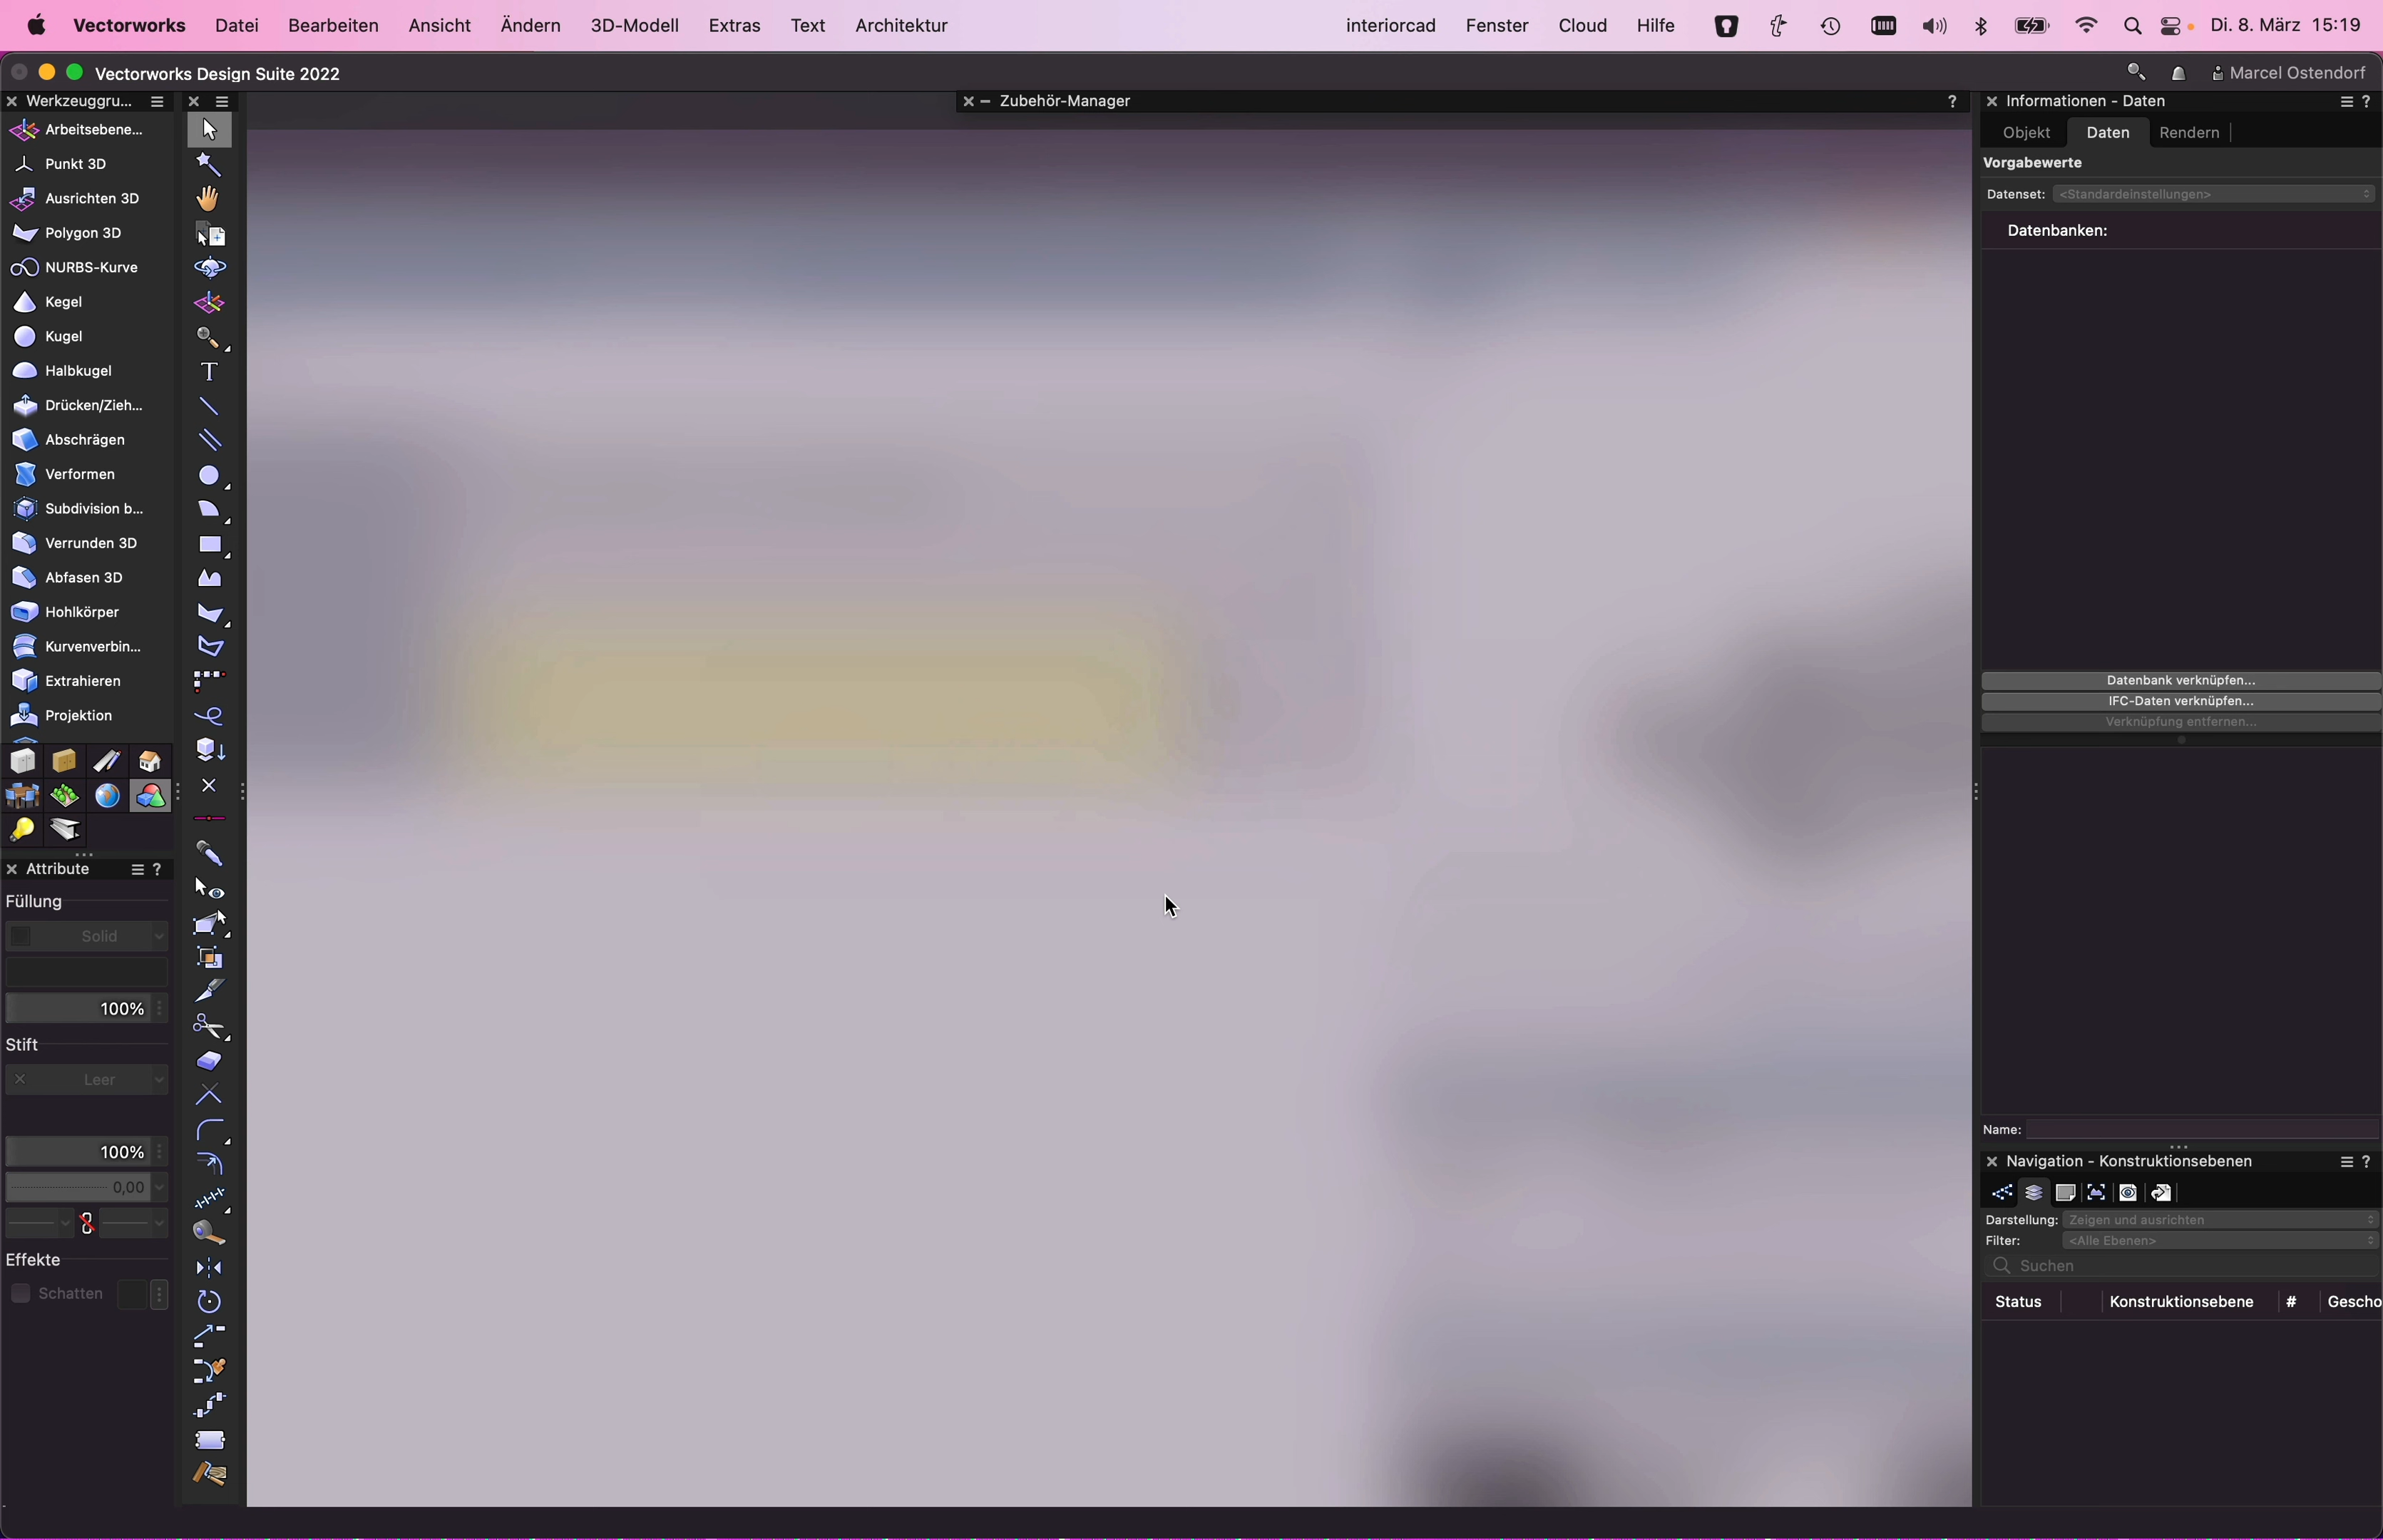 Vectorworks Datei Bearbeiten Ansicht Ändern 3D-Modell Extras Text Architektur interiorcad Fenster Cloud Hilfe Di. 8. März 15:19
Vectorworks Design Suite 2022 Marcel Ostendorf
Werkzeuggru...
Arbeitsebene...
Punkt 3D
Ausrichten 3D
Polygon 3D
NURBS-Kurve
Kegel
Kugel
Halbkugel
Drücken/Zieh...
Abschrägen
Verformen
Subdivision b...
Verrunden 3D
Abfasen 3D
Hohlkörper
Kurvenverbin...
Extrahieren
Projektion
Attribute ?
Füllung
Solid
100%
Stift
Leer
100%
0,00
Effekte
Schatten
T
Zubehör-Manager ?
Informationen - Daten ?
Objekt Daten Rendern
Vorgabewerte
Datenset: <Standardeinstellungen>
Datenbanken:
Datenbank verknüpfen...
IFC-Daten verknüpfen...
Verknüpfung entfernen...
Name:
Navigation - Konstruktionsebenen ?
Darstellung: Zeigen und ausrichten
Filter: <Alle Ebenen>
Suchen
Status Konstruktionsebene # Gescho